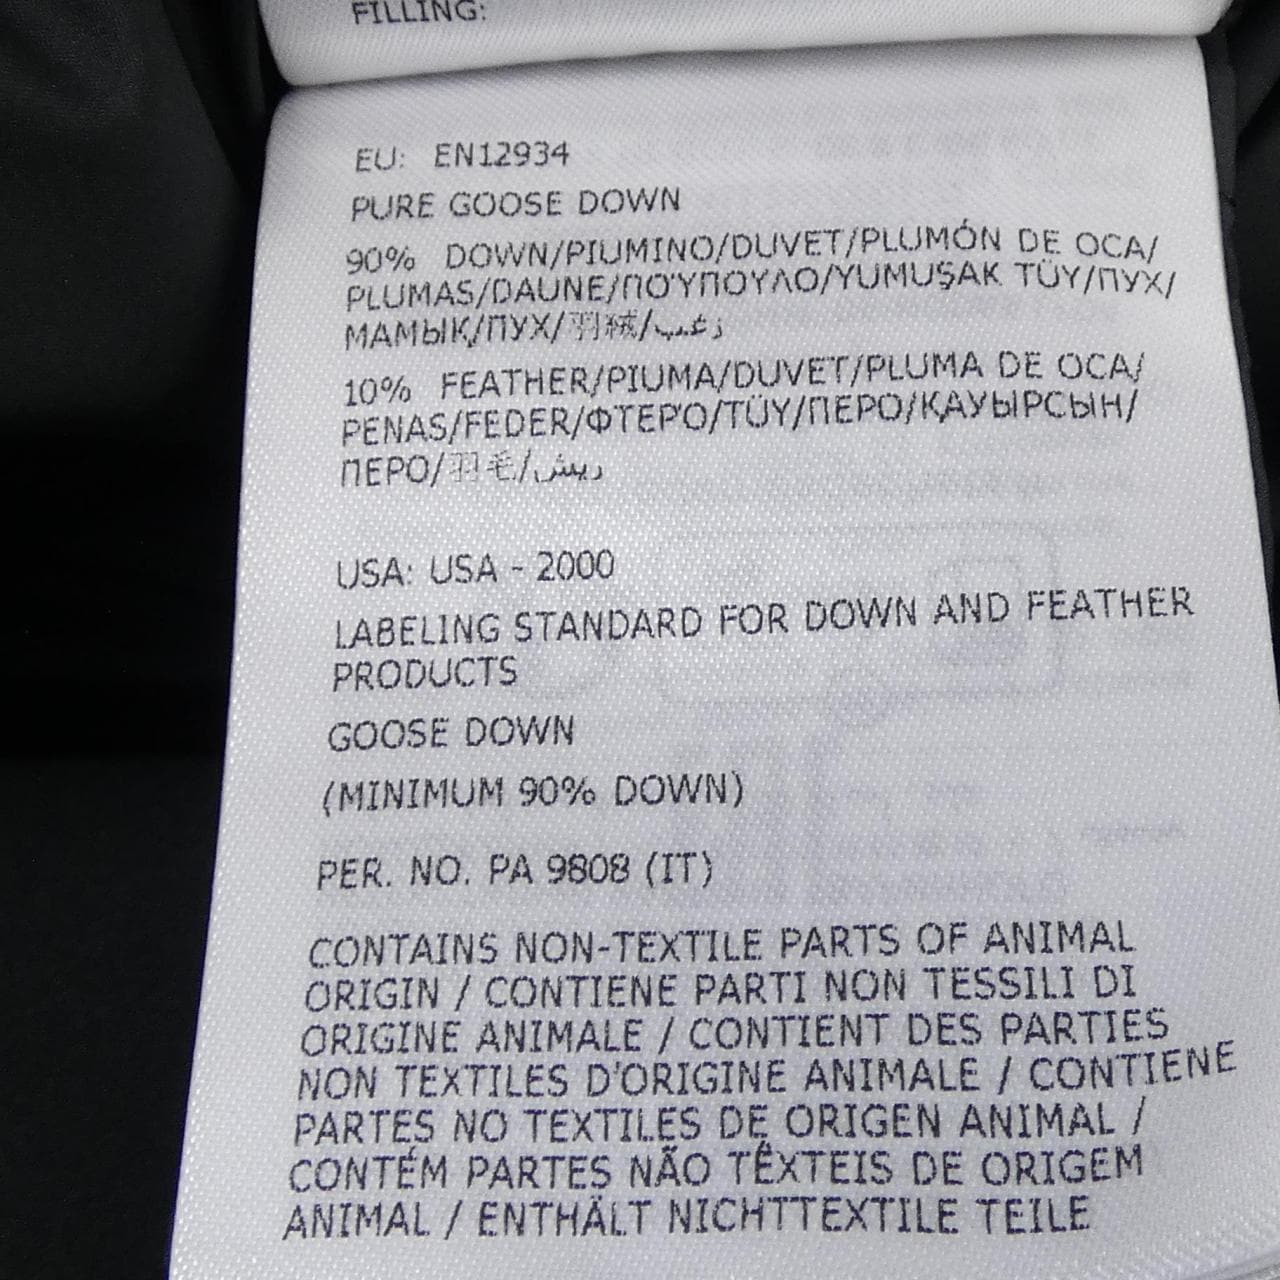 FILLING:
EU: EN12934
PURE GOOSE DOWN
90% DOWN/PIUMINO/DUVET/PLUMÓN DE OCA/
PLUMAS/DAUNE/ΠΟΎΠΟΥΛΟ/YUMUŞAK TÜY/ПУХ/
МАМЫҚ/ПУХ/羽絨/زغب
10% FEATHER/PIUMA/DUVET/PLUMA DE OCA/
PENAS/FEDER/ΦΤΕΡΌ/TÜY/ПЕРО/ҚАУЫРСЫН/
ПЕРО/羽毛/ريش
USA: USA - 2000
LABELING STANDARD FOR DOWN AND FEATHER
PRODUCTS
GOOSE DOWN
(MINIMUM 90% DOWN)
PER. NO. PA 9808 (IT)
CONTAINS NON-TEXTILE PARTS OF ANIMAL
ORIGIN / CONTIENE PARTI NON TESSILI DI
ORIGINE ANIMALE / CONTIENT DES PARTIES
NON TEXTILES D'ORIGINE ANIMALE / CONTIENE
PARTES NO TEXTILES DE ORIGEN ANIMAL /
CONTÉM PARTES NÃO TÊXTEIS DE ORIGEM
ANIMAL / ENTHÄLT NICHTTEXTILE TEILE